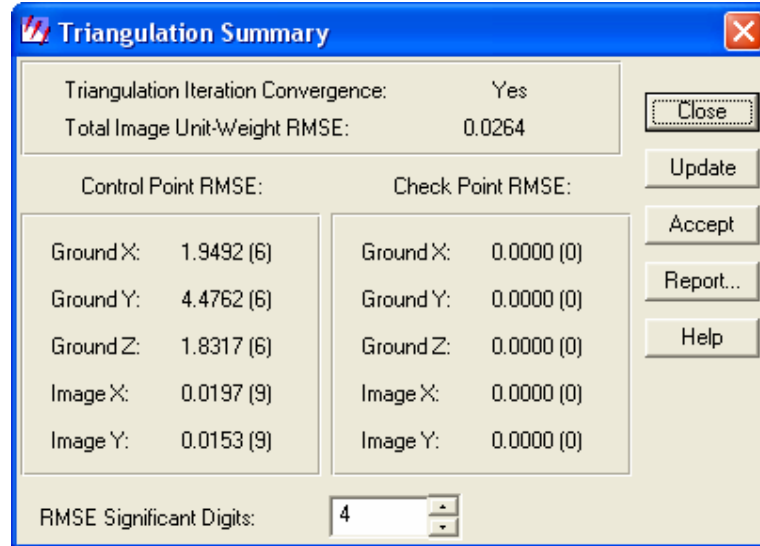 Triangulation Summary
Triangulation Iteration Convergence: Yes
Total Image Unit-Weight RMSE: 0.0264
Control Point RMSE:
Ground X: 1.9492 (6)
Ground Y: 4.4762 (6)
Ground Z: 1.8317 (6)
Image X: 0.0197 (9)
Image Y: 0.0153 (9)
Check Point RMSE:
Ground X: 0.0000 (0)
Ground Y: 0.0000 (0)
Ground Z: 0.0000 (0)
Image X: 0.0000 (0)
Image Y: 0.0000 (0)
RMSE Significant Digits: 4
Close
Update
Accept
Report...
Help